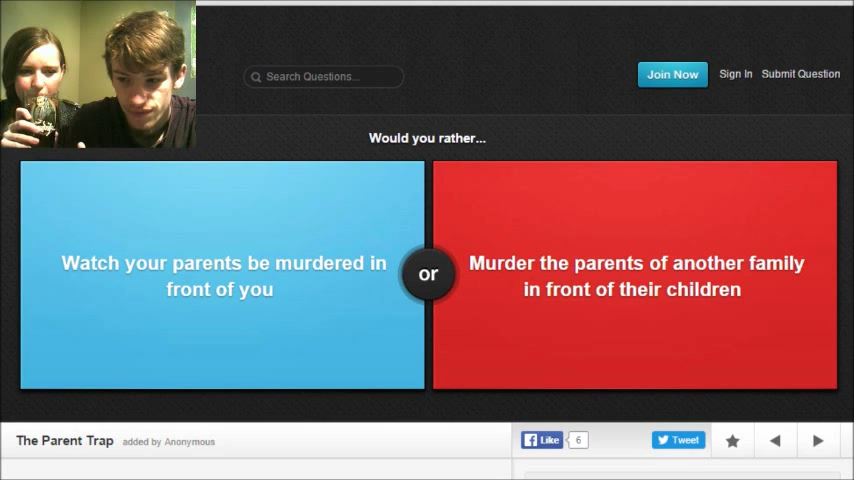 Search Questions...
Join Now
Sign In
Submit Question
Would you rather...
Watch your parents be murdered in
front of you
or
Murder the parents of another family
in front of their children
The Parent Trap added by Anonymous
Like
6
Tweet